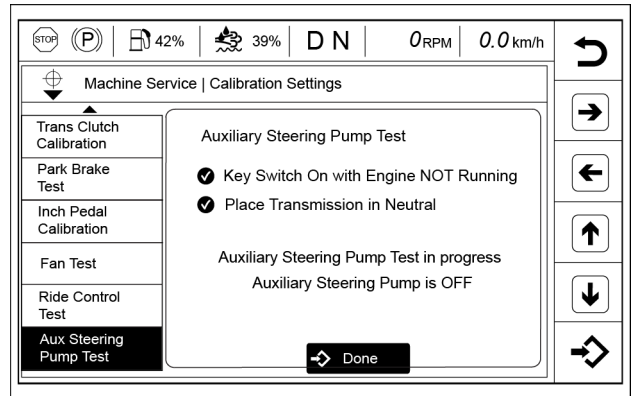 STOP P 42% 39% D N 0 RPM 0.0 km/h
Machine Service | Calibration Settings
Trans Clutch
Calibration
Park Brake
Test
Inch Pedal
Calibration
Fan Test
Ride Control
Test
Aux Steering
Pump Test
Auxiliary Steering Pump Test
Key Switch On with Engine NOT Running
Place Transmission in Neutral
Auxiliary Steering Pump Test in progress
Auxiliary Steering Pump is OFF
Done